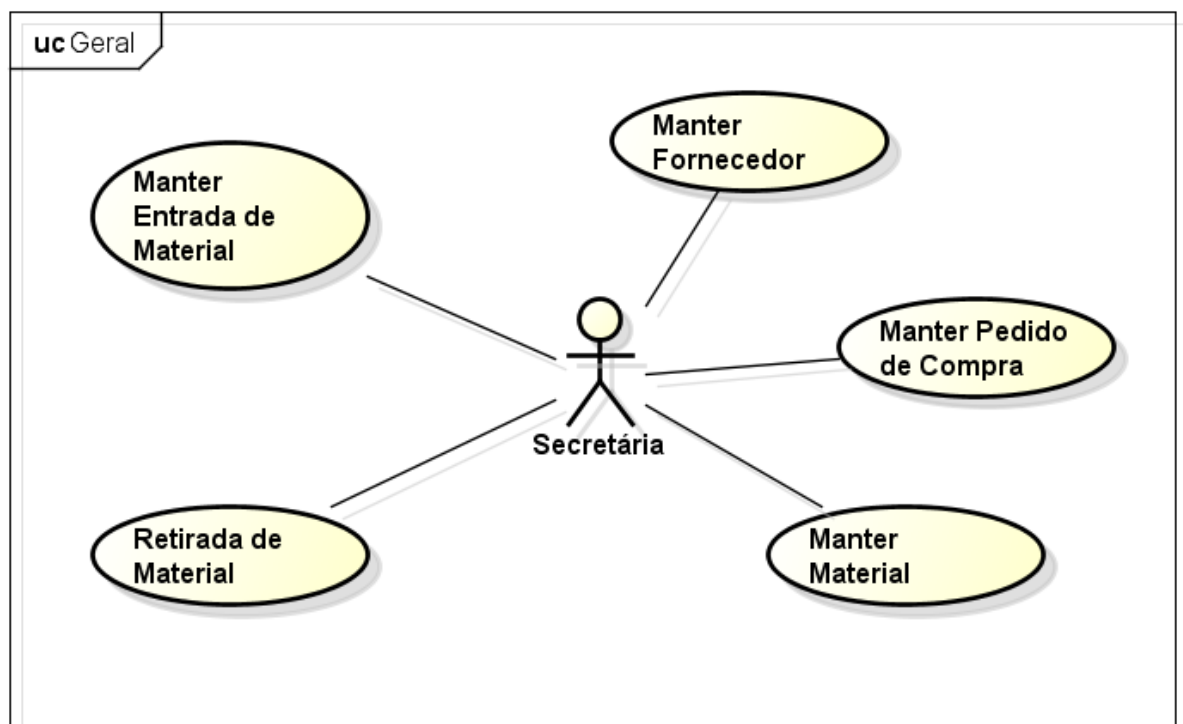 uc Geral
Manter
Fornecedor
Manter
Entrada de
Material
Manter Pedido
de Compra
Secretária
Retirada de
Material
Manter
Material